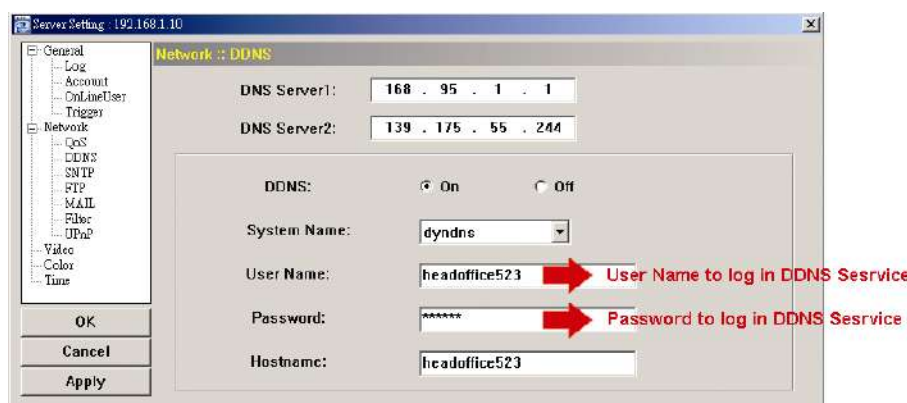 Server Setting : 192.168.1.10
General
Log
Account
OnLineUser
Trigger
Network
QoS
DDNS
SNTP
FTP
MAIL
Filter
UPnP
Video
Color
Time
OK
Cancel
Apply
Network :: DDNS
DNS Server1: 168 . 95 . 1 . 1
DNS Server2: 139 . 175 . 55 . 244
DDNS: On Off
System Name: dyndns
User Name: headoffice523 User Name to log in DDNS Sesrvice
Password: ****** Password to log in DDNS Sesrvice
Hostname: headoffice523